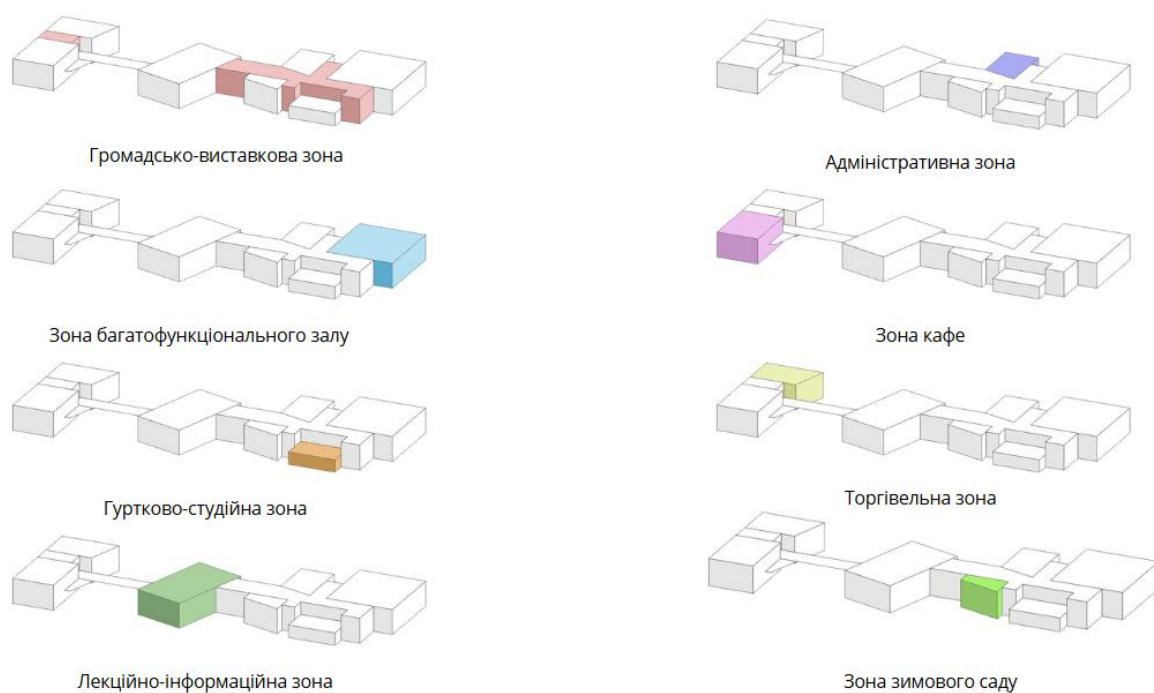 Громадсько-виставкова зона
Адміністративна зона
Зона багатофункціонального залу
Зона кафе
Гуртково-студійна зона
Торгівельна зона
Лекційно-інформаційна зона
Зона зимового саду